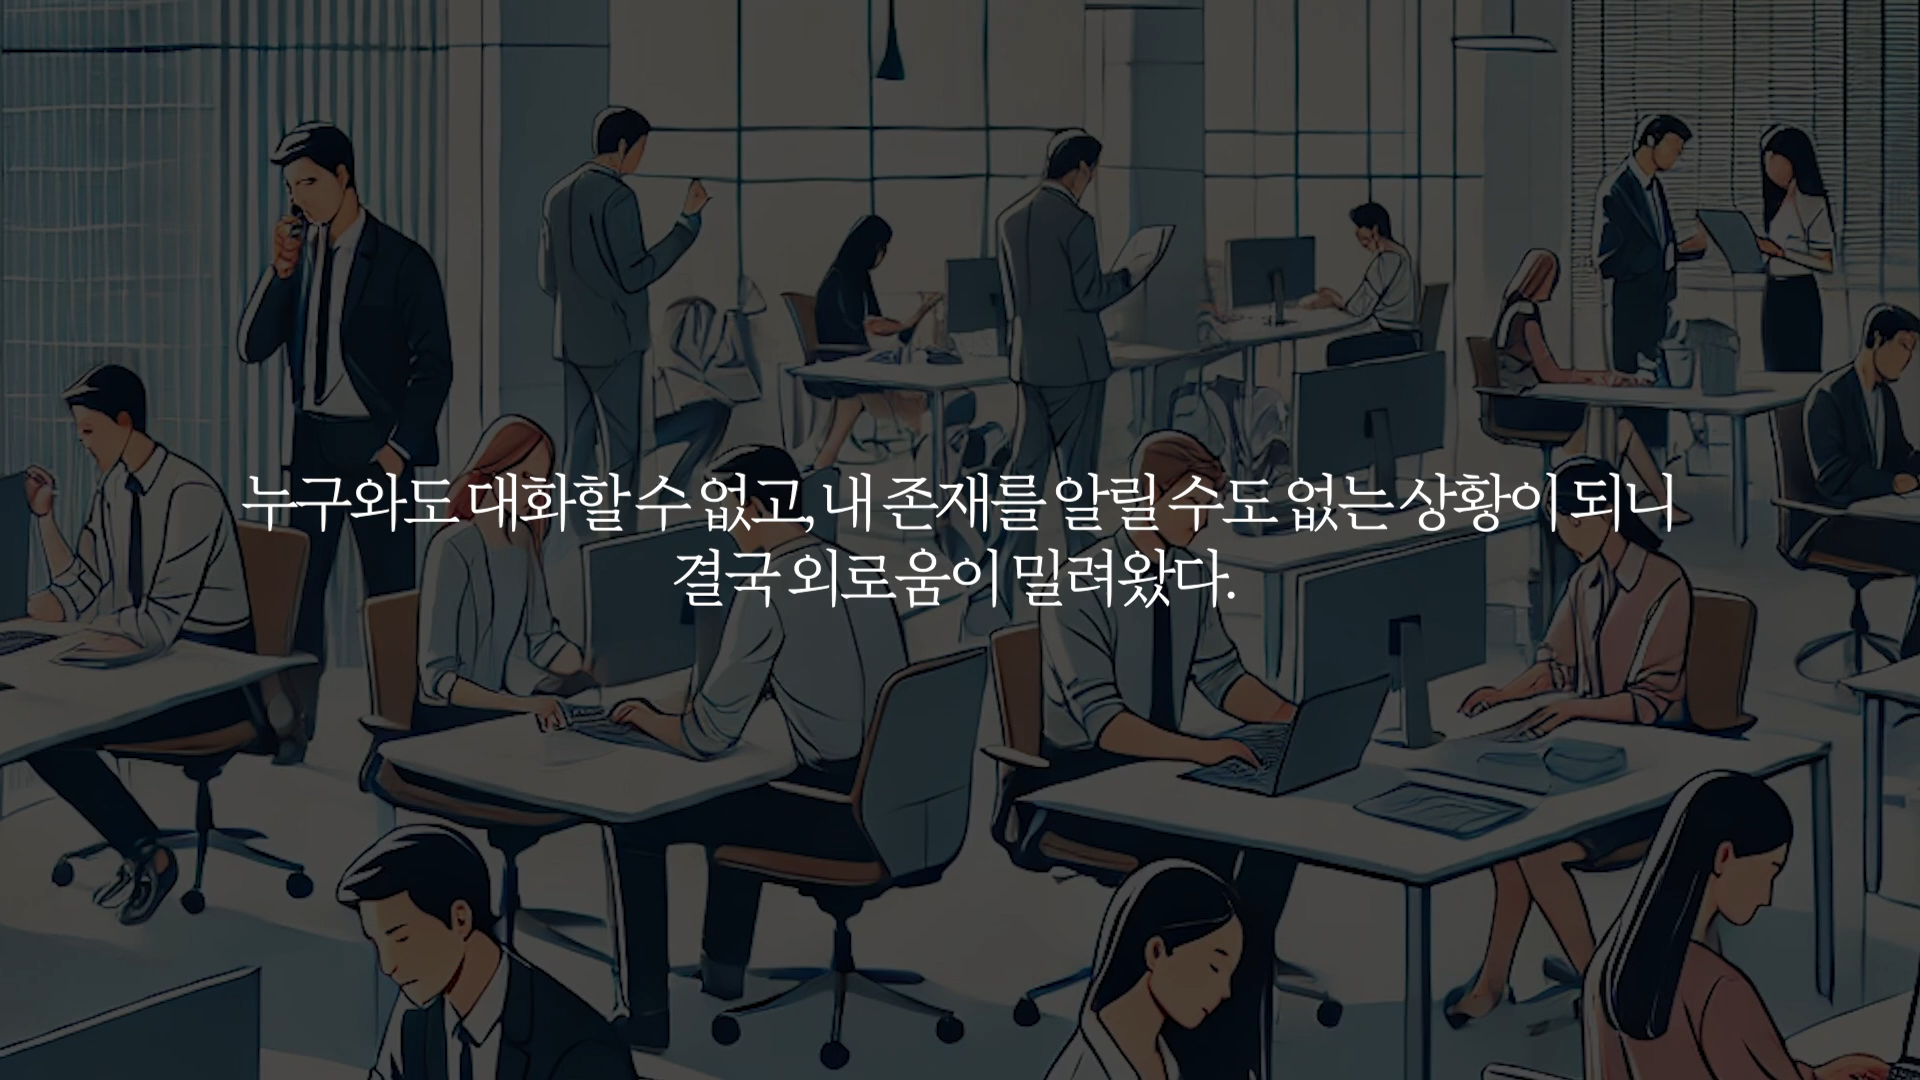 누구와도 대화할 수 없고, 내 존재를 알릴 수도 없는 상황이 되니
결국 외로움이 밀려왔다.